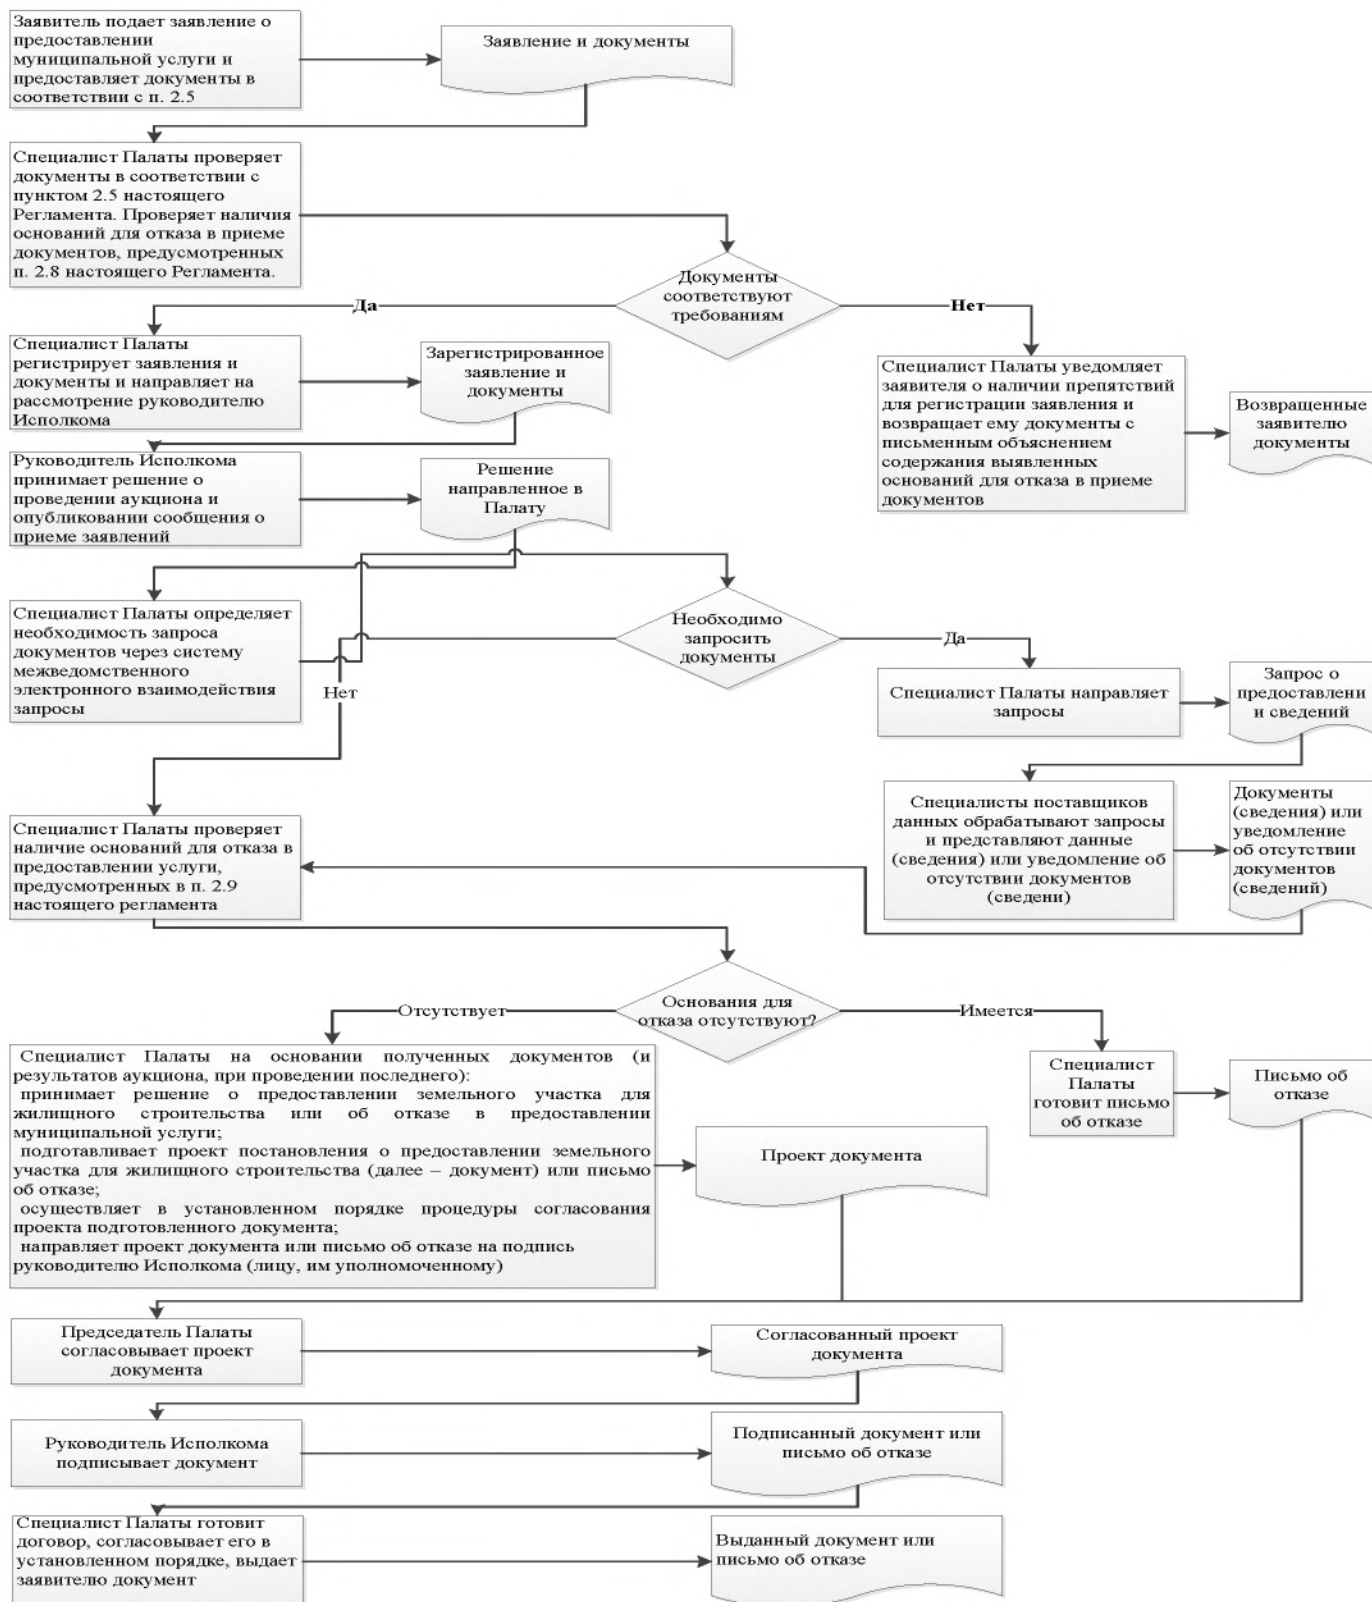 Заявитель подает заявление о
предоставлении
муниципальной услуги и
предоставляет документы в
соответствии с п. 2.5
Заявление и документы
Специалист Палаты проверяет
документы в соответствии с
пунктом 2.5 настоящего
Регламента. Проверяет наличия
оснований для отказа в приеме
документов, предусмотренных
п. 2.8 настоящего Регламента.
Документы
соответствуют
требованиям
Да
Нет
Специалист Палаты
регистрирует заявления и
документы и направляет на
рассмотрение руководителю
Исполкома
Зарегистрированное
заявление и
документы
Специалист Палаты уведомляет
заявителя о наличии препятствий
для регистрации заявления и
возвращает ему документы с
письменным объяснением
содержания выявленных
оснований для отказа в приеме
документов
Возвращенные
заявителю
документы
Руководитель Исполкома
принимает решение о
проведении аукциона и
опубликовании сообщения о
приеме заявлений
Решение
направленное в
Палату
Специалист Палаты определяет
необходимость запроса
документов через систему
межведомственного
электронного взаимодействия
запросы
Необходимо
запросить
документы
Да
Нет
Специалист Палаты направляет
запросы
Запрос о
предоставлени
и сведений
Специалисты поставщиков
данных обрабатывают запросы
и представляют данные
(сведения) или уведомление об
отсутствии документов
(сведени)
Документы
(сведения) или
уведомление
об отсутствии
документов
(сведений)
Специалист Палаты проверяет
наличие оснований для отказа в
предоставлении услуги,
предусмотренных в п. 2.9
настоящего регламента
Основания для
отказа отсутствуют?
Отсутствует
Имеется
Специалист Палаты на основании полученных документов (и
результатов аукциона, при проведении последнего):
принимает решение о предоставлении земельного участка для
жилищного строительства или об отказе в предоставлении
муниципальной услуги;
подготавливает проект постановления о предоставлении земельного
участка для жилищного строительства (далее – документ) или письмо
об отказе;
осуществляет в установленном порядке процедуры согласования
проекта подготовленного документа;
направляет проект документа или письмо об отказе на подпись
руководителю Исполкома (лицу, им уполномоченному)
Проект документа
Специалист
Палаты
готовит письмо
об отказе
Письмо об
отказе
Председатель Палаты
согласовывает проект
документа
Согласованный проект
документа
Руководитель Исполкома
подписывает документ
Подписанный документ или
письмо об отказе
Специалист Палаты готовит
договор, согласовывает его в
установленном порядке, выдает
заявителю документ
Выданный документ или
письмо об отказе